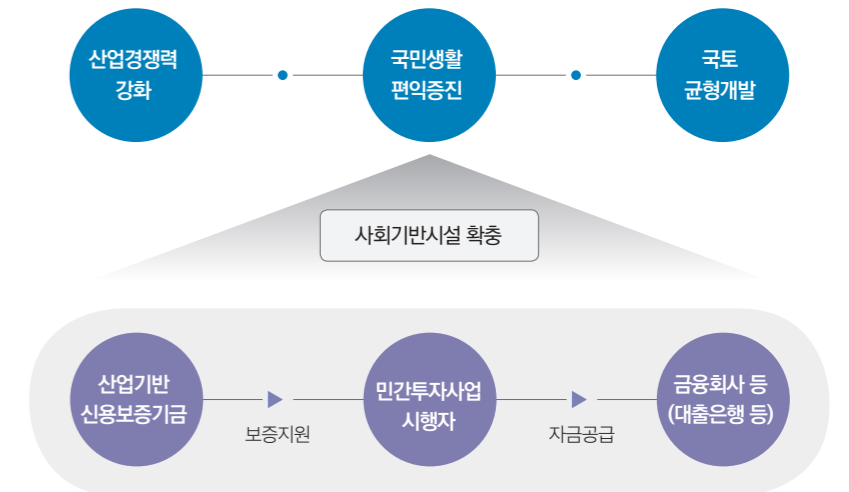 산업경쟁력
강화
국민생활
편익증진
국토
균형개발
사회기반시설 확충
산업기반
신용보증기금
보증지원
민간투자사업
시행자
자금공급
금융회사 등
(대출은행 등)